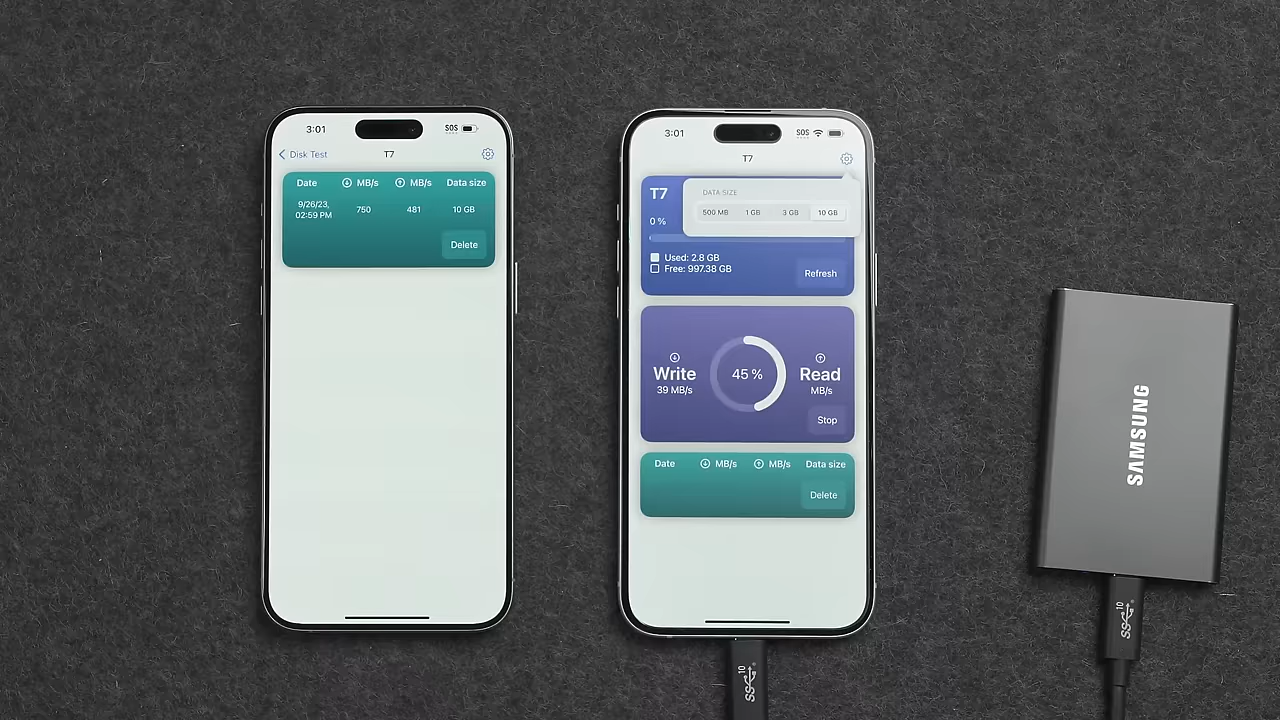 3:01
SOS
Disk Test
T7
Date
MB/s
MB/s
Data size
9/26/23,
02:59 PM
750
481
10 GB
Delete
3:01
SOS
T7
T7
DATA SIZE
500 MB
1 GB
3 GB
10 GB
0 %
Used: 2.8 GB
Free: 997.38 GB
Refresh
Write
39 MB/s
45 %
Read
MB/s
Stop
Date
MB/s
MB/s
Data size
Delete
SAMSUNG
SS 10
SS 10